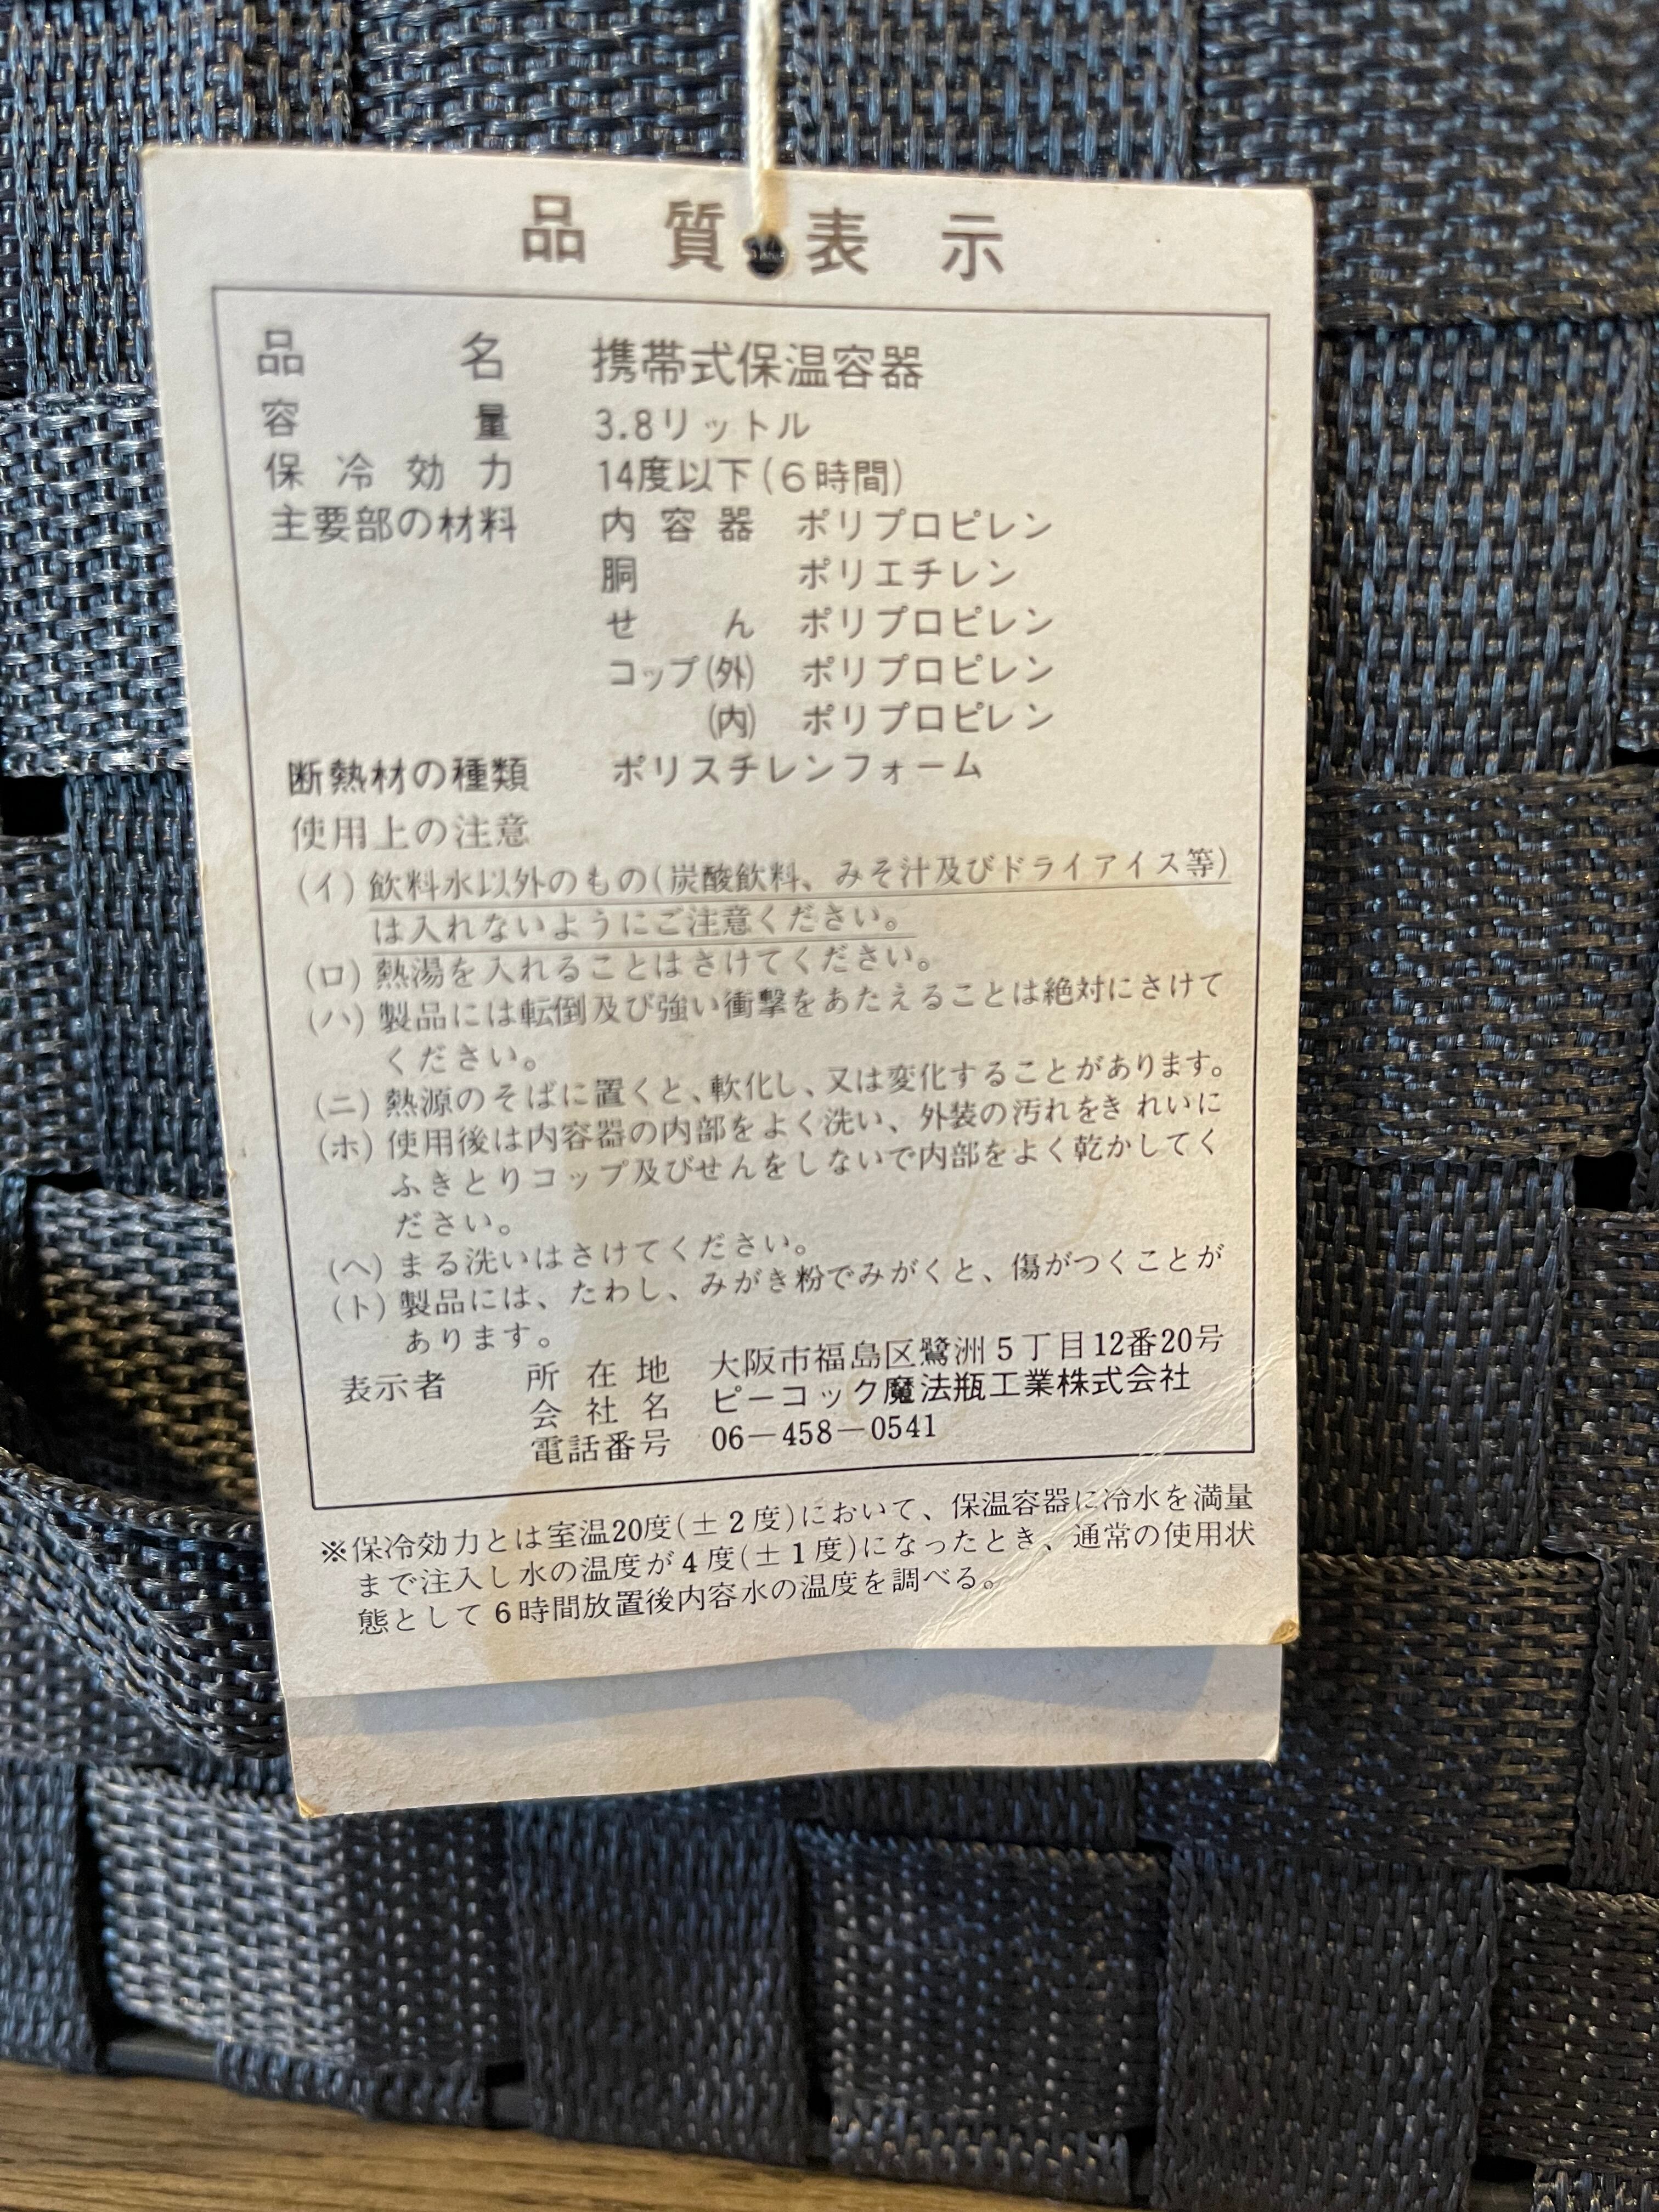 品質表示
品名 携帯式保温容器
容量 3.8リットル
保冷効力 14度以下(6時間)
主要部の材料 内容器 ポリプロピレン
胴 ポリエチレン
せん ポリプロピレン
コップ(外) ポリプロピレン
(内) ポリプロピレン
断熱材の種類 ポリスチレンフォーム
使用上の注意
(イ) 飲料水以外のもの(炭酸飲料、みそ汁及びドライアイス等)
は入れないようにご注意ください。
(ロ) 熱湯を入れることはさけてください。
(ハ) 製品には転倒及び強い衝撃をあたえることは絶対にさけて
ください。
(ニ) 熱源のそばに置くと、軟化し、又は変化することがあります。
(ホ) 使用後は内容器の内部をよく洗い、外装の汚れをきれいに
ふきとりコップ及びせんをしないで内部をよく乾かしてく
ださい。
(ヘ) まる洗いはさけてください。
(ト) 製品には、たわし、みがき粉でみがくと、傷がつくことが
あります。
表示者 所在地 大阪市福島区鷺洲5丁目12番20号
会社名 ピーコック魔法瓶工業株式会社
電話番号 06-458-0541
※保冷効力とは室温20度(±2度)において、保温容器に冷水を満量
まで注入し水の温度が4度(±1度)になったとき、通常の使用状
態として6時間放置後内容水の温度を調べる。